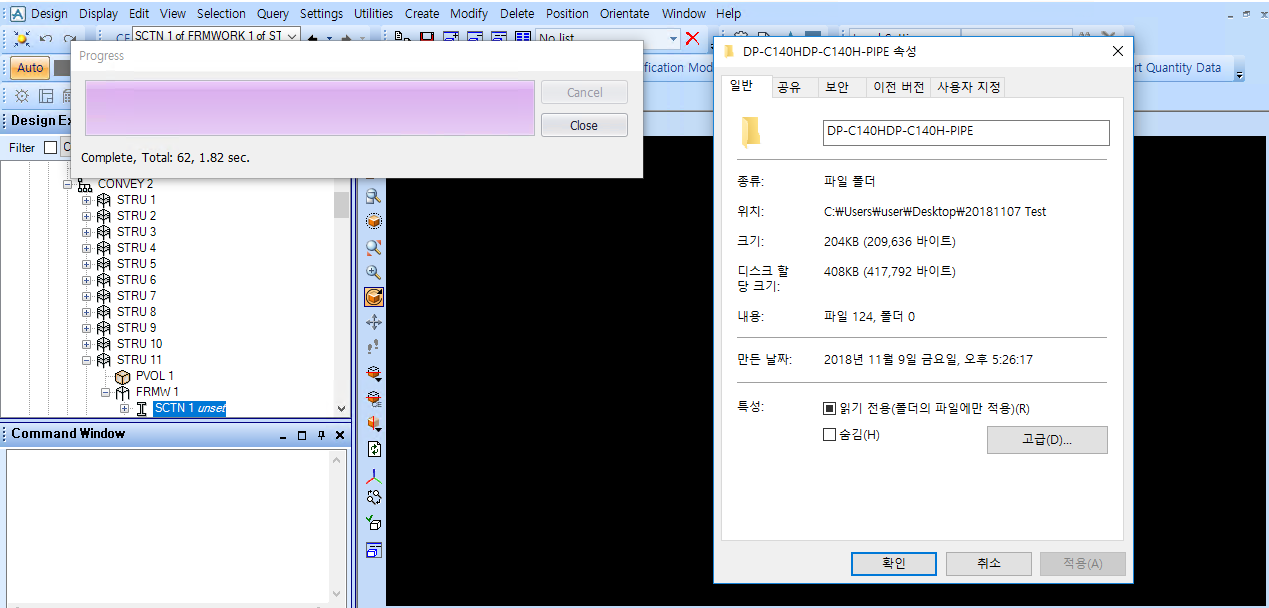 Design Display Edit View Selection Query Settings Utilities Create Modify Delete Position Orientate Window Help
CE SCTN 1 of FRMWORK 1 of ST
No list
Progress
Auto
Cancel
Close
Complete, Total: 62, 1.82 sec.
Design Ex
Filter
CONVEY 2
STRU 1
STRU 2
STRU 3
STRU 4
STRU 5
STRU 6
STRU 7
STRU 8
STRU 9
STRU 10
STRU 11
PVOL 1
FRMW 1
SCTN 1 unset
Command Window
fication Mod
rt Quantity Data
DP-C140HDP-C140H-PIPE 속성
일반 공유 보안 이전 버전 사용자 지정
DP-C140HDP-C140H-PIPE
종류: 파일 폴더
위치: C:₩Users₩user₩Desktop₩20181107 Test
크기: 204KB (209,636 바이트)
디스크 할
당 크기: 408KB (417,792 바이트)
내용: 파일 124, 폴더 0
만든 날짜: 2018년 11월 9일 금요일, 오후 5:26:17
특성: 읽기 전용(폴더의 파일에만 적용)(R)
숨김(H)
고급(D)...
확인 취소 적용(A)